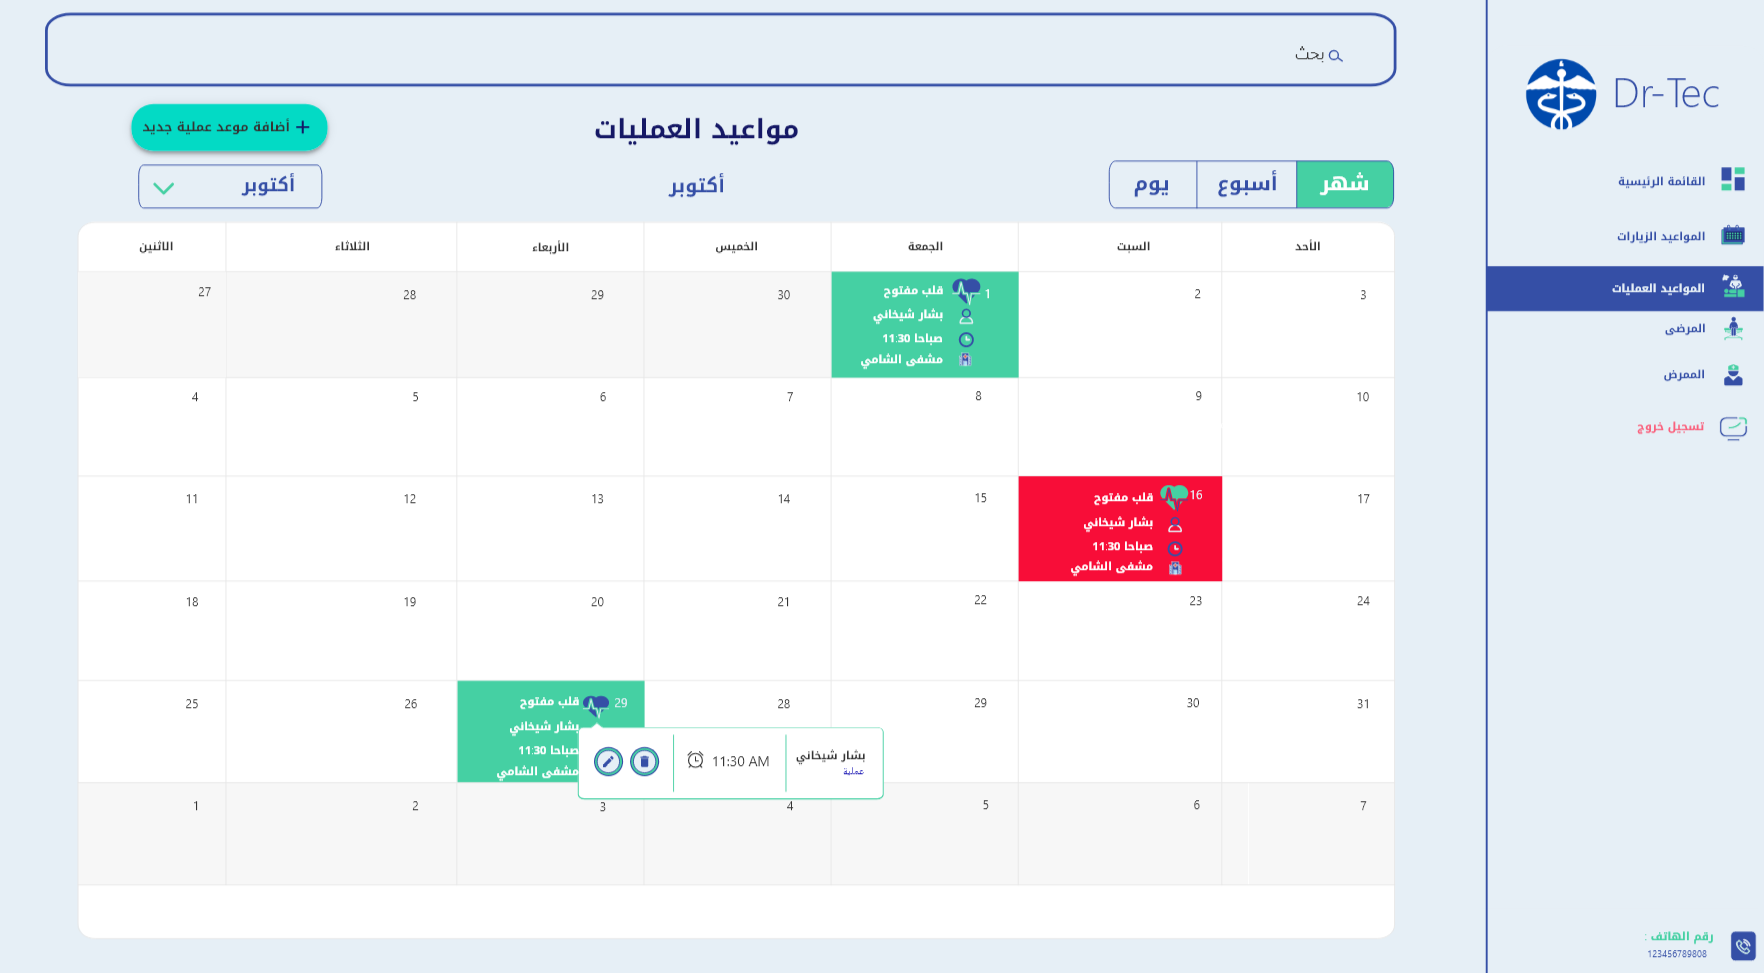 بحث
Dr-Tec
القائمة الرئيسية
المواعيد الزيارات
المواعيد العمليات
المرضى
الممرض
تسجيل خروج
رقم الهاتف :
123456789808
مواعيد العمليات
+ أضافة موعد عملية جديد
شهر
أسبوع
يوم
أكتوبر
أكتوبر
الأحد
السبت
الجمعة
الخميس
الأربعاء
الثلاثاء
الاثنين
3
2
1
قلب مفتوح
بشار شيخاني
صباحا 11:30
مشفى الشامي
30
29
28
27
10
9
8
7
6
5
4
17
16
قلب مفتوح
بشار شيخاني
صباحا 11:30
مشفى الشامي
15
14
13
12
11
24
23
22
21
20
19
18
31
30
29
28
29
قلب مفتوح
بشار شيخاني
صباحا 11:30
مشفى الشامي
26
25
بشار شيخاني
عملية
11:30 AM
7
6
5
4
3
2
1